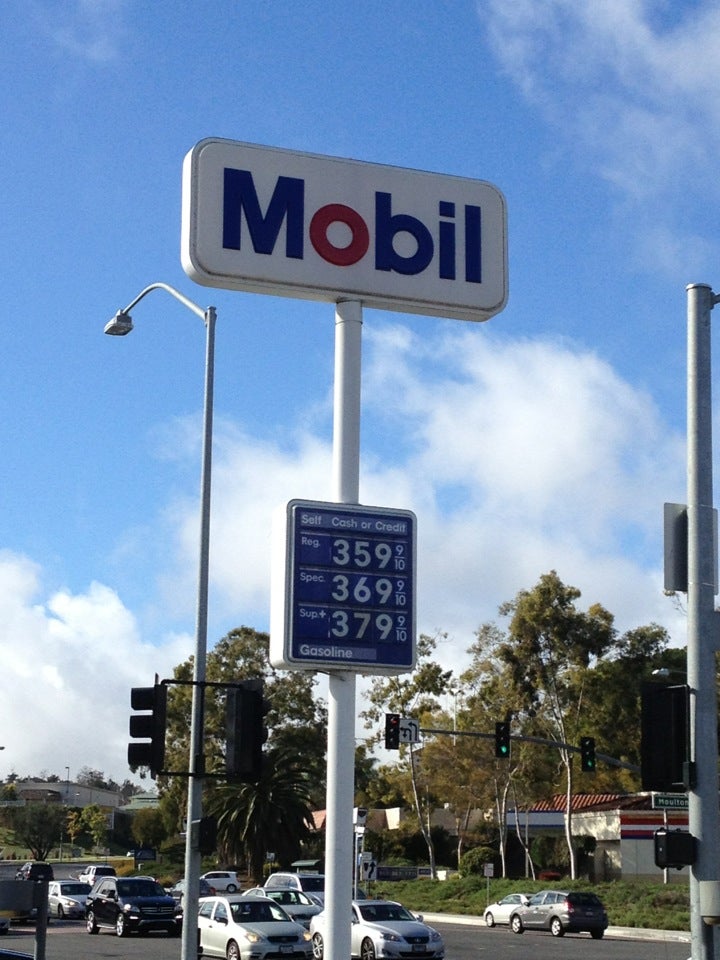 Mobil
Self Cash or Credit
Reg. 359 9/10
Spec. 369 9/10
Sup.+ 379 9/10
Gasoline
Moulton